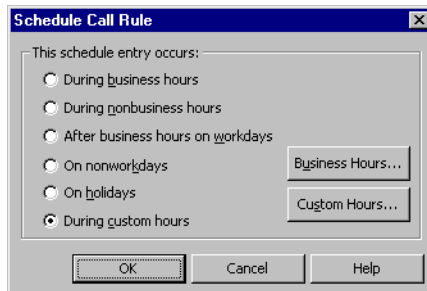 Schedule Call Rule
This schedule entry occurs:
During business hours
During nonbusiness hours
After business hours on workdays
On nonworkdays
Business Hours...
On holidays
Custom Hours...
During custom hours
OK
Cancel
Help